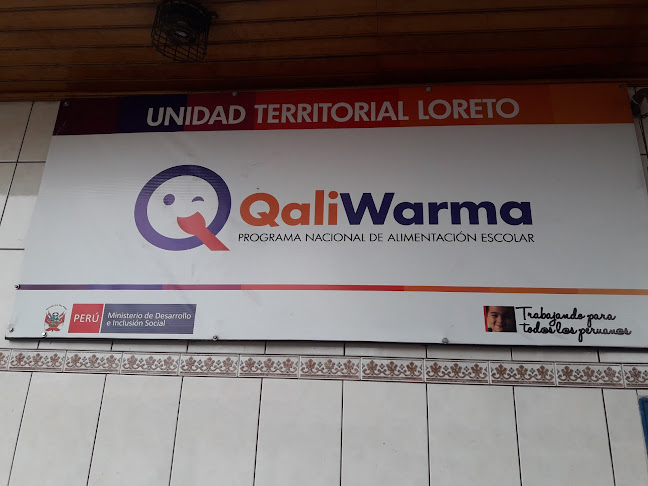 UNIDAD TERRITORIAL LORETO
QaliWarma
PROGRAMA NACIONAL DE ALIMENTACIÓN ESCOLAR
PERÚ
Ministerio de Desarrollo
e Inclusión Social
Trabajando para
todos los peruanos